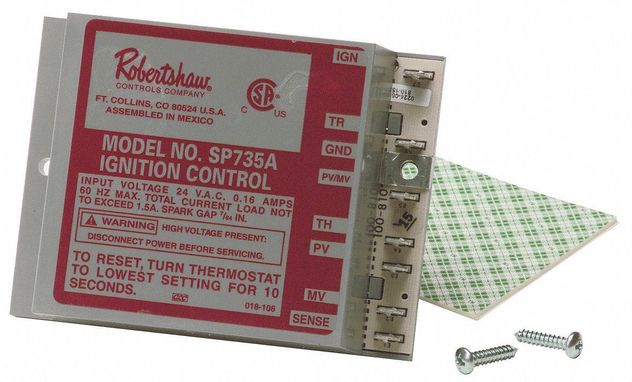 Robertshaw
CONTROLS COMPANY
FT. COLLINS, CO 80524 U.S.A.
ASSEMBLED IN MEXICO
SA
C US
MODEL NO. SP735A
IGNITION CONTROL
INPUT VOLTAGE 24 V.A.C. 0.16 AMPS
60 HZ MAX. TOTAL CURRENT LOAD NOT
TO EXCEED 1.5A. SPARK GAP 7/64 IN.
WARNING HIGH VOLTAGE PRESENT:
DISCONNECT POWER BEFORE SERVICING.
TO RESET, TURN THERMOSTAT
TO LOWEST SETTING FOR 10
SECONDS.
018-106
IGN
TR
GND
PV/MV
TH
PV
MV
SENSE